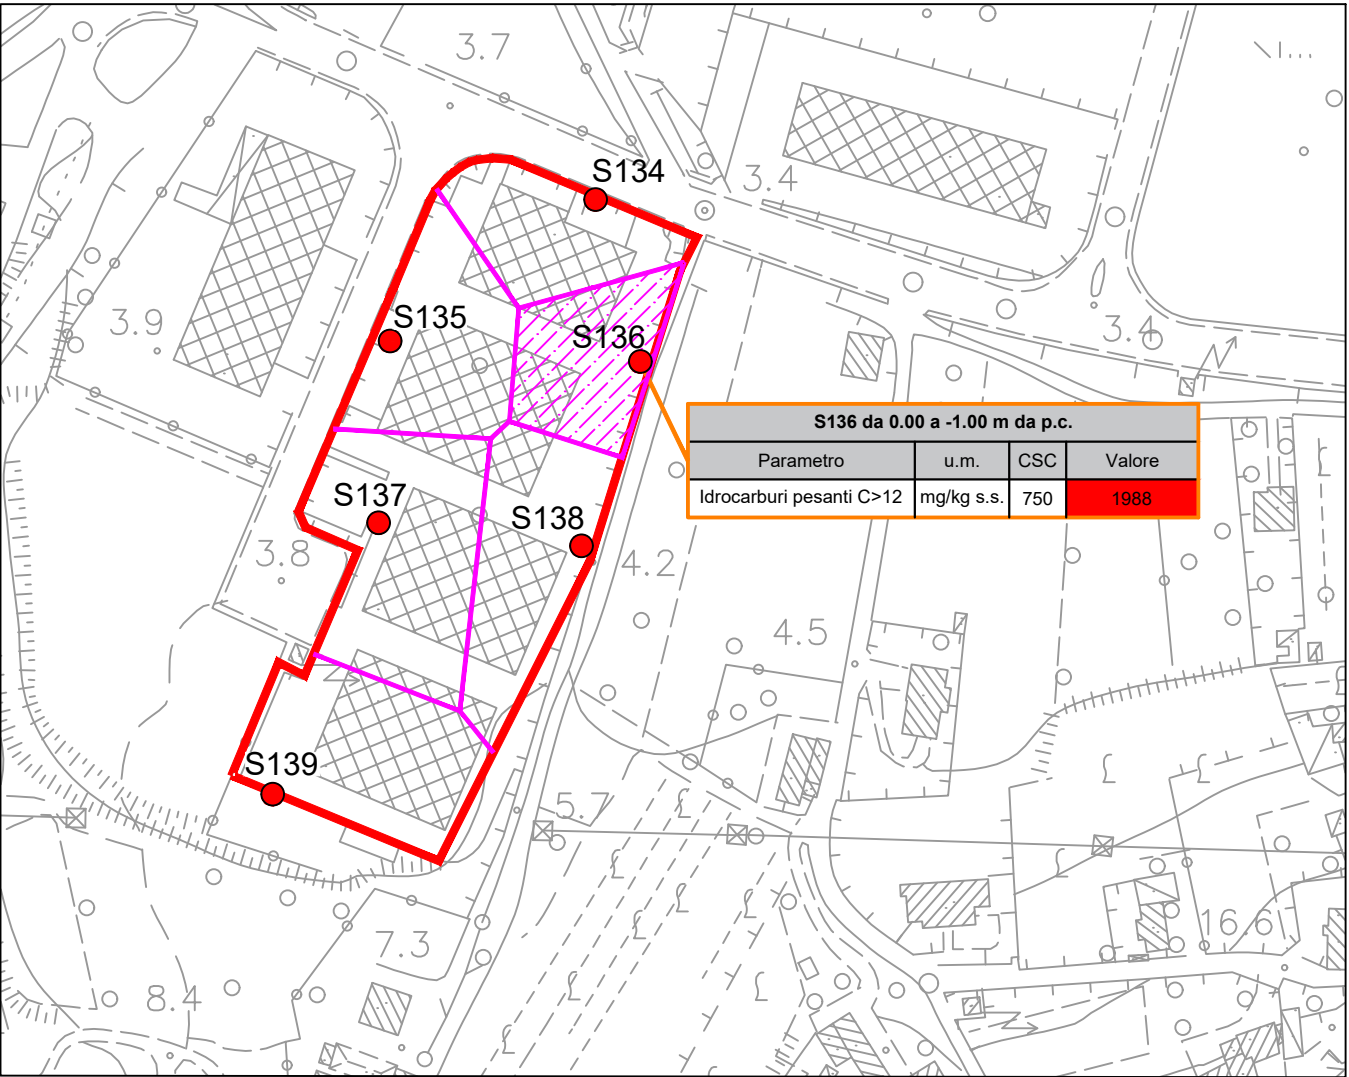 3.7
S134
3.4
S135
3.9
S136
3.4
S136 da 0.00 a -1.00 m da p.c.
Parametro u.m. CSC Valore
Idrocarburi pesanti C>12 mg/kg s.s. 750 1988
S137
S138
3.8
4.2
4.5
S139
5.7
7.3
16.6
8.4